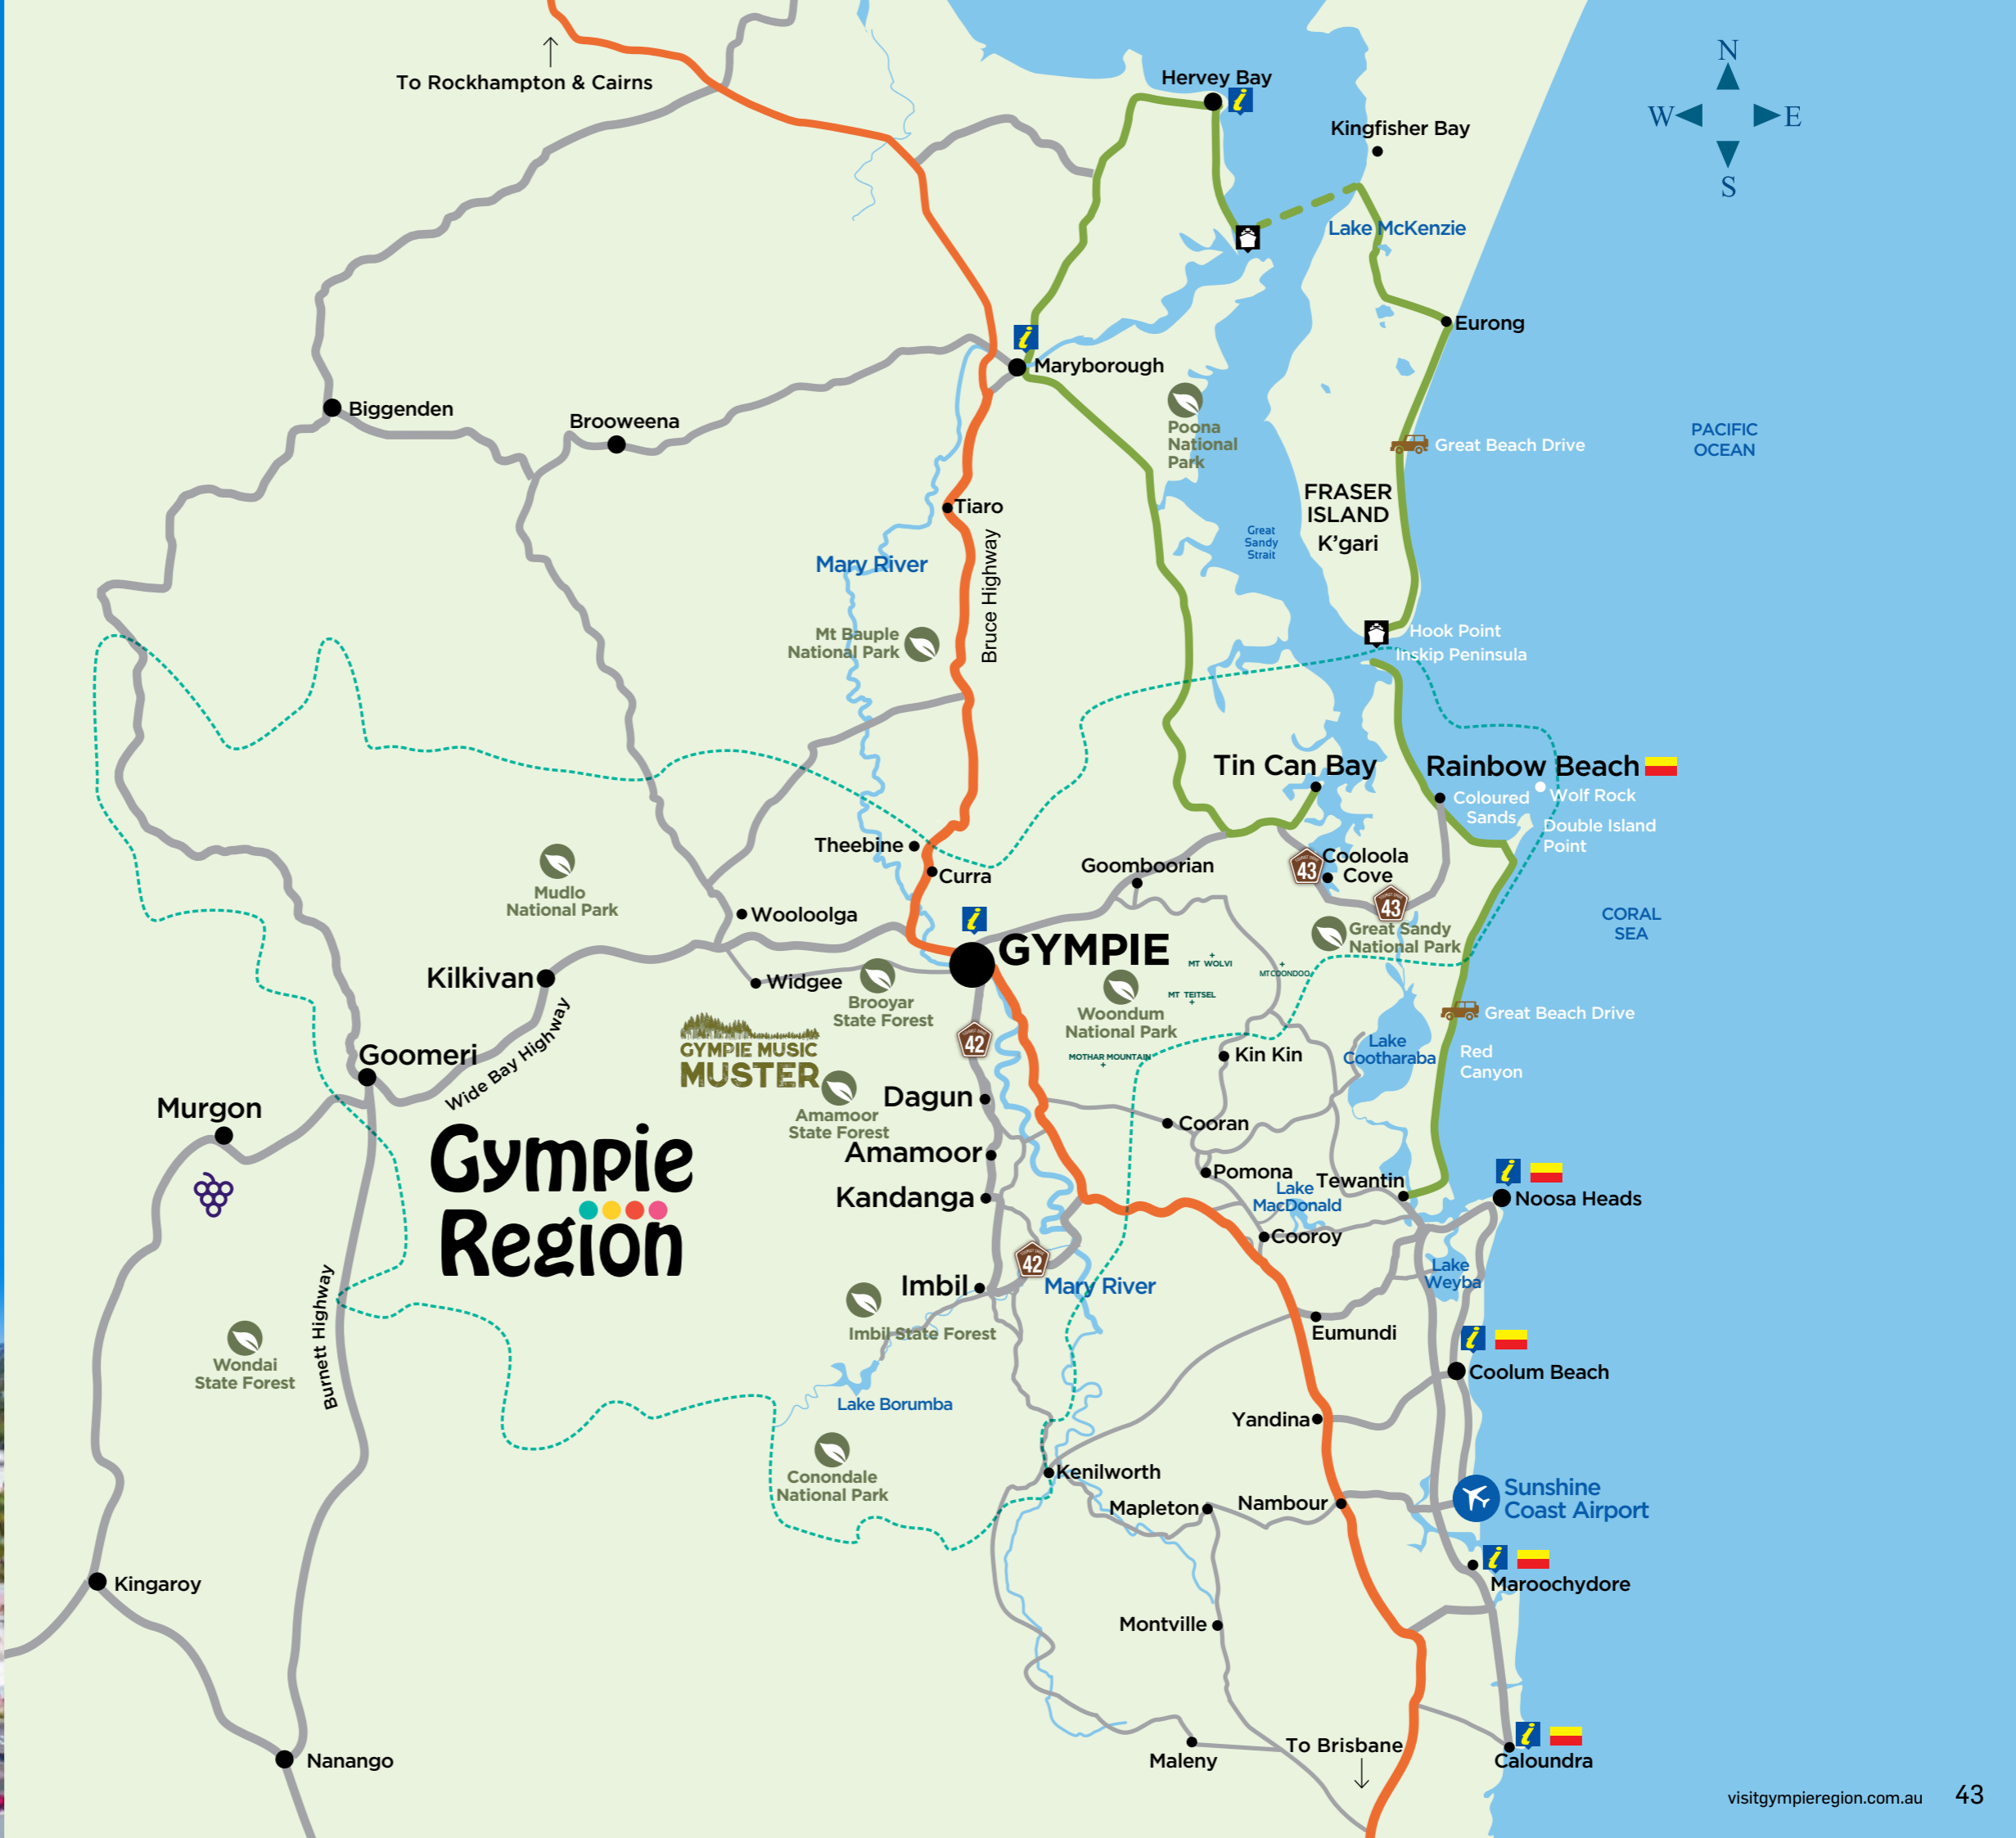 N
W
E
S
To Rockhampton & Cairns
Hervey Bay
Kingfisher Bay
Lake McKenzie
Eurong
Maryborough
Biggenden
Brooweena
Poona
National
Park
Great Beach Drive
PACIFIC
OCEAN
FRASER
ISLAND
K'gari
Tiaro
Great
Sandy
Strait
Mary River
Bruce Highway
Mt Bauple
National Park
Hook Point
Inskip Peninsula
Tin Can Bay
Rainbow Beach
Coloured
Sands
Wolf Rock
Double Island
Point
Theebine
Curra
Goomboorian
43
Cooloola
Cove
43
Mudlo
National Park
Wooloolga
CORAL
SEA
Great Sandy
National Park
GYMPIE
MT WOLVI
MT COONDOO
Kilkivan
Widgee
Brooyar
State Forest
MT TEITSEL
Woondum
National Park
Great Beach Drive
Wide Bay Highway
GYMPIE MUSIC
MUSTER
42
Goomeri
MOTHAR MOUNTAIN
Kin Kin
Lake
Cootharaba
Red
Canyon
Murgon
Dagun
Amamoor
State Forest
Cooran
Gympie
Region
Amamoor
Pomona
Tewantin
Kandanga
Lake
MacDonald
Noosa Heads
Cooroy
42
Imbil
Mary River
Lake
Weyba
Burnett Highway
Imbil State Forest
Eumundi
Wondai
State Forest
Coolum Beach
Lake Borumba
Yandina
Conondale
National Park
Kenilworth
Mapleton
Nambour
Sunshine
Coast Airport
Kingaroy
Maroochydore
Montville
Nanango
Maleny
To Brisbane
Caloundra
visitgympieregion.com.au
43